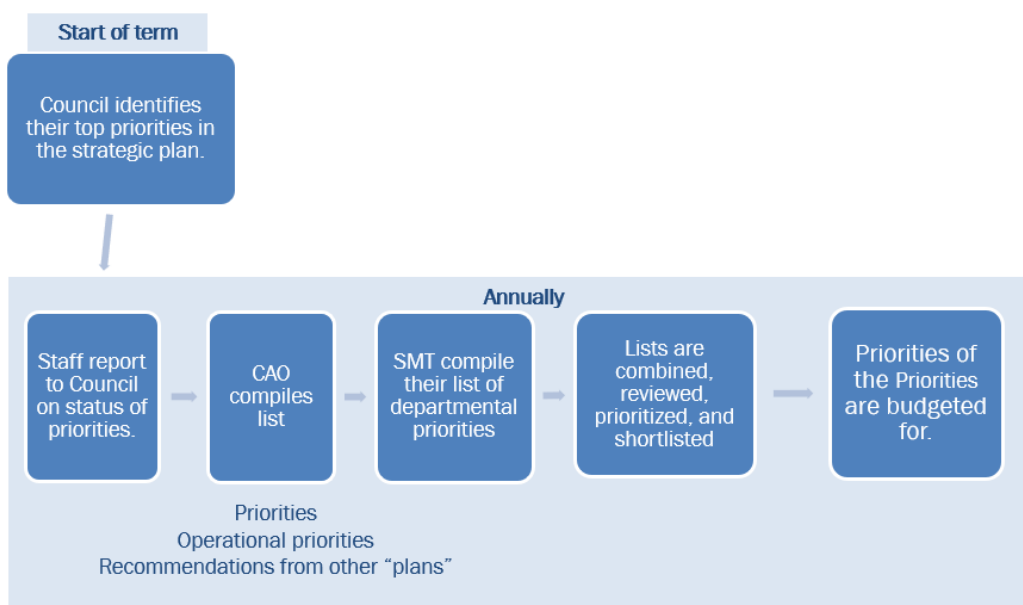 Start of term
Council identifies
their top priorities in
the strategic plan.
Annually
Staff report
to Council
on status of
priorities.
CAO
compiles
list
SMT compile
their list of
departmental
priorities
Lists are
combined,
reviewed,
prioritized, and
shortlisted
Priorities of
the Priorities
are budgeted
for.
Priorities
Operational priorities
Recommendations from other “plans”